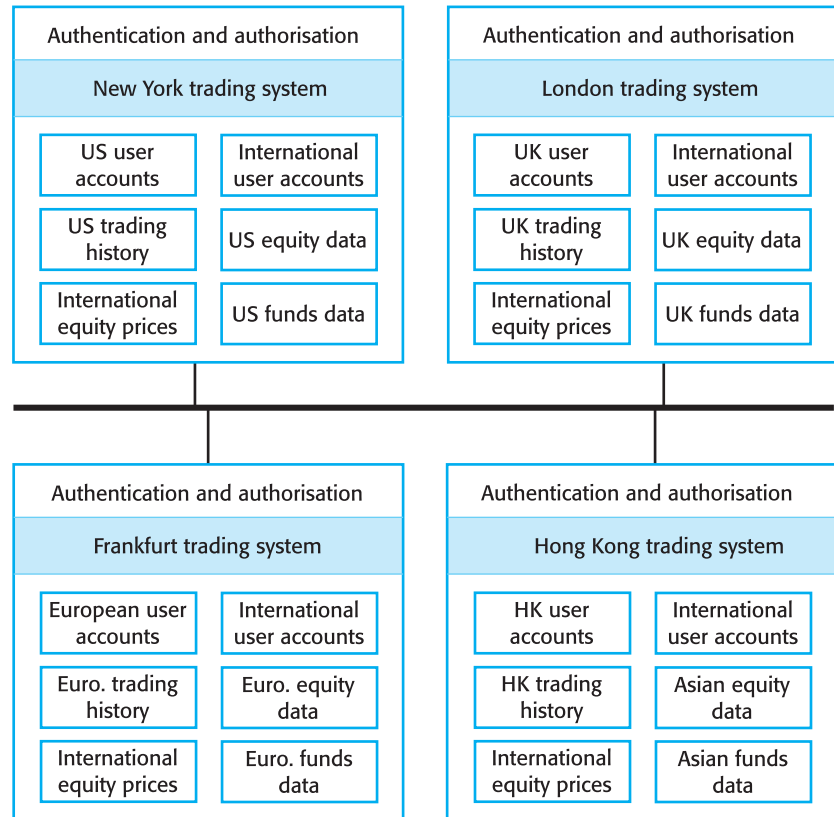 Authentication and authorisation
New York trading system
US user
accounts
International
user accounts
US trading
history
US equity data
International
equity prices
US funds data
Authentication and authorisation
London trading system
UK user
accounts
International
user accounts
UK trading
history
UK equity data
International
equity prices
UK funds data
Authentication and authorisation
Frankfurt trading system
European user
accounts
International
user accounts
Euro. trading
history
Euro. equity
data
International
equity prices
Euro. funds
data
Authentication and authorisation
Hong Kong trading system
HK user
accounts
International
user accounts
HK trading
history
Asian equity
data
International
equity prices
Asian funds
data